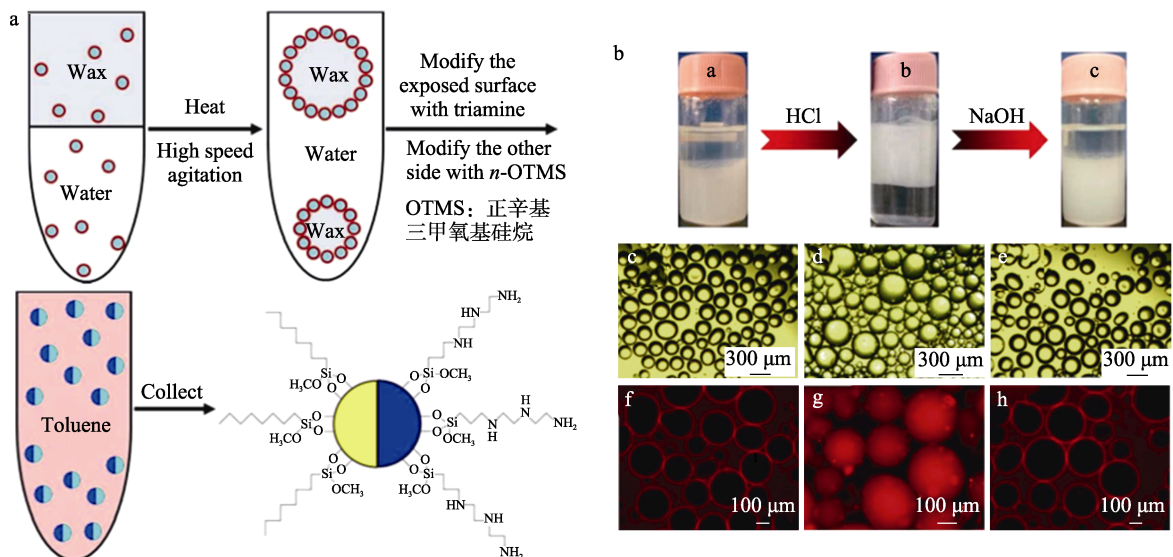 a
Wax
Water
Heat
High speed
agitation
Wax
Water
Wax
Modify the
exposed surface
with triamine
Modify the other
side with n-OTMS
OTMS：正辛基
三甲氧基硅烷
Toluene
Collect
NH2
HN
NH
Si
O
O
OCH3
Si
O
O
H3CO
Si
O
O
H3CO
Si
O
O
OCH3
N
H
H
N
NH2
Si
O
O
OCH3
Si
O
O
H3CO
HN
NH
HN
NH2
b
a
HCl
b
NaOH
c
c
300 μm
d
300 μm
e
300 μm
f
100 μm
g
100 μm
h
100 μm